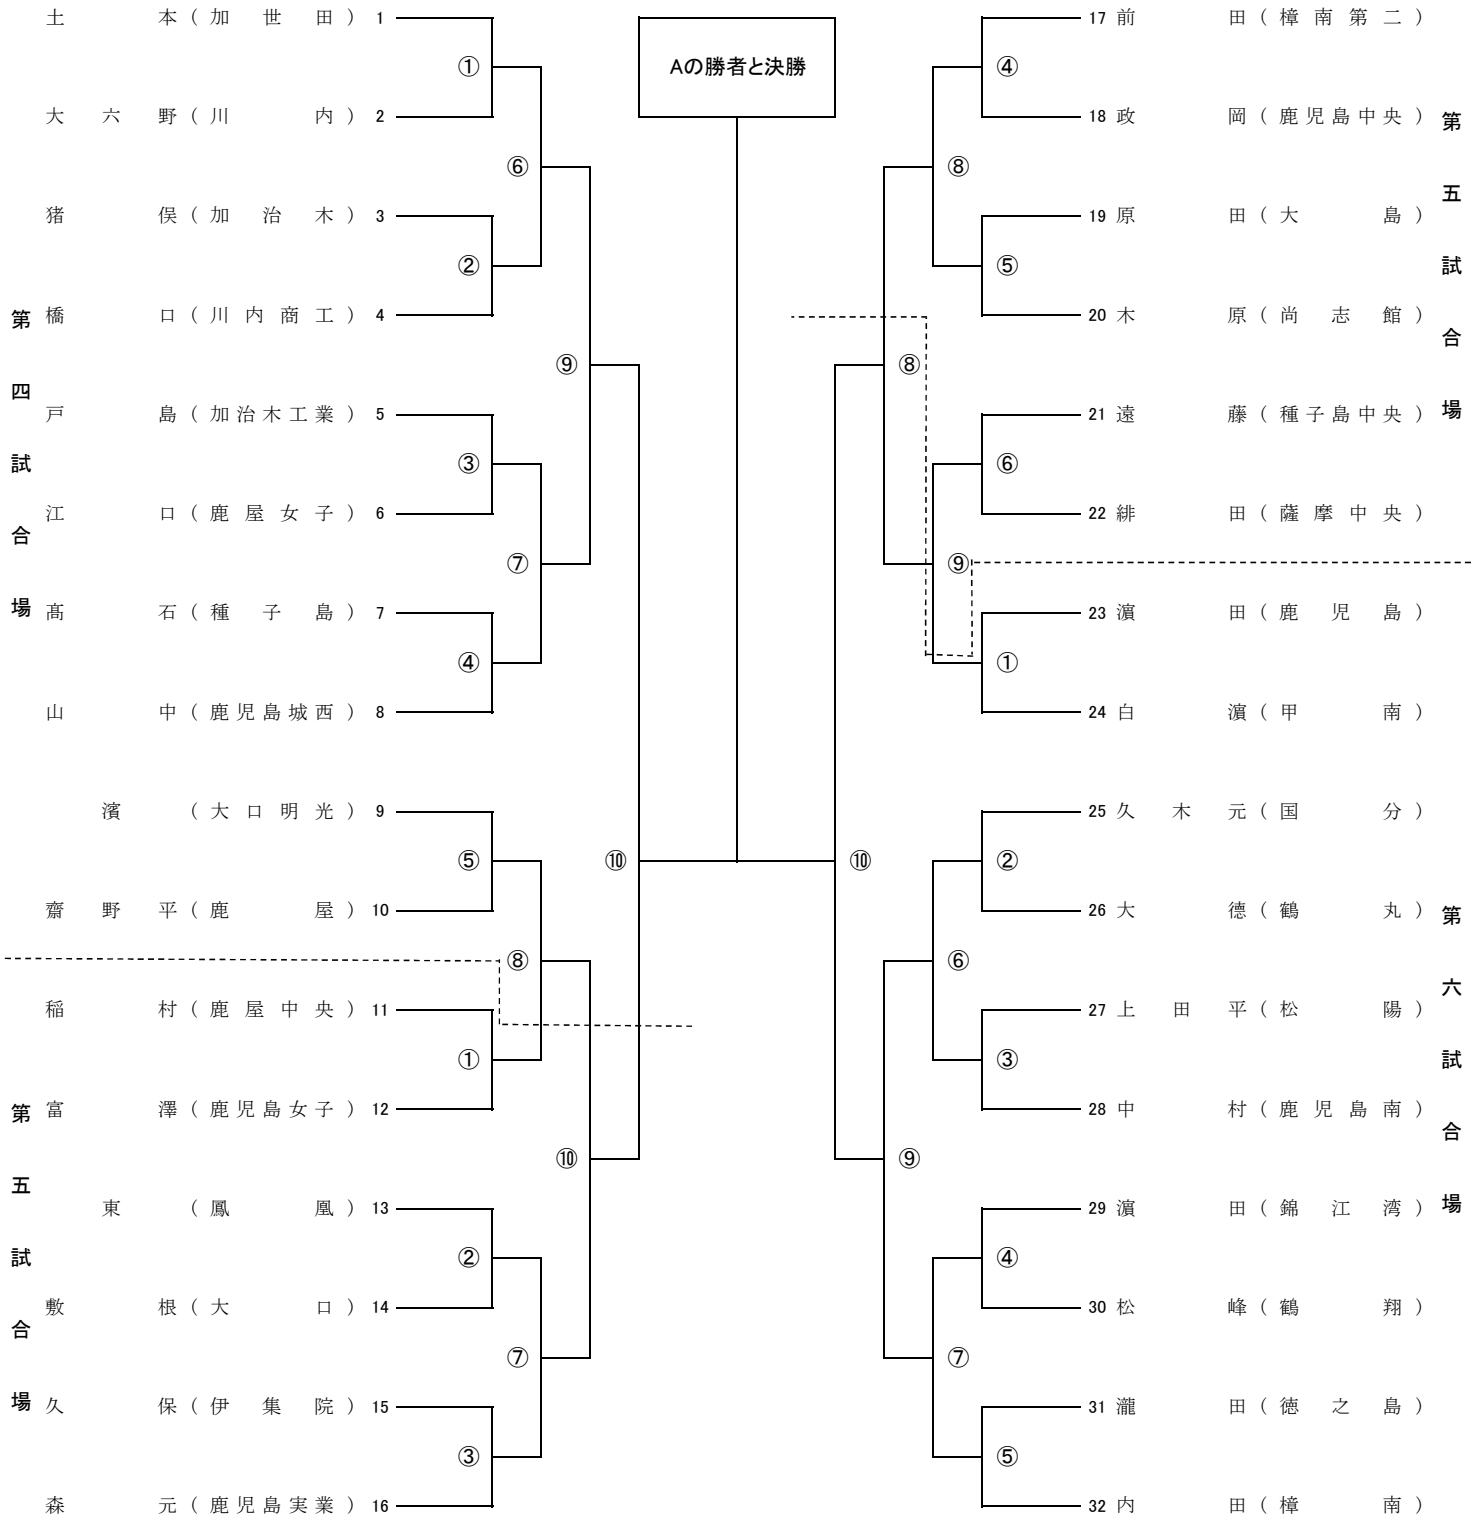 Aの勝者と決勝
第四試合場
土本(加世田) 1
①
大六野(川内) 2
⑥
猪俣(加治木) 3
②
橋口(川内商工) 4
⑨
戸島(加治木工業) 5
③
江口(鹿屋女子) 6
⑦
髙石(種子島) 7
④
山中(鹿児島城西) 8
濱(大口明光) 9
⑤
⑩
齋野平(鹿屋) 10
⑧
第五試合場
稲村(鹿屋中央) 11
①
富澤(鹿児島女子) 12
⑩
東(鳳凰) 13
②
敷根(大口) 14
⑦
久保(伊集院) 15
③
森元(鹿児島実業) 16
第五試合場
17 前田(樟南第二)
④
18 政岡(鹿児島中央)
⑧
19 原田(大島)
⑤
20 木原(尚志館)
⑧
21 遠藤(種子島中央)
⑥
22 緋田(薩摩中央)
⑨
23 濵田(鹿児島)
①
24 白濵(甲南)
第六試合場
25 久木元(国分)
②
⑩
26 大德(鶴丸)
⑥
27 上田平(松陽)
③
28 中村(鹿児島南)
⑨
29 濵田(錦江湾)
④
30 松峰(鶴翔)
⑦
31 瀧田(徳之島)
⑤
32 内田(樟南)